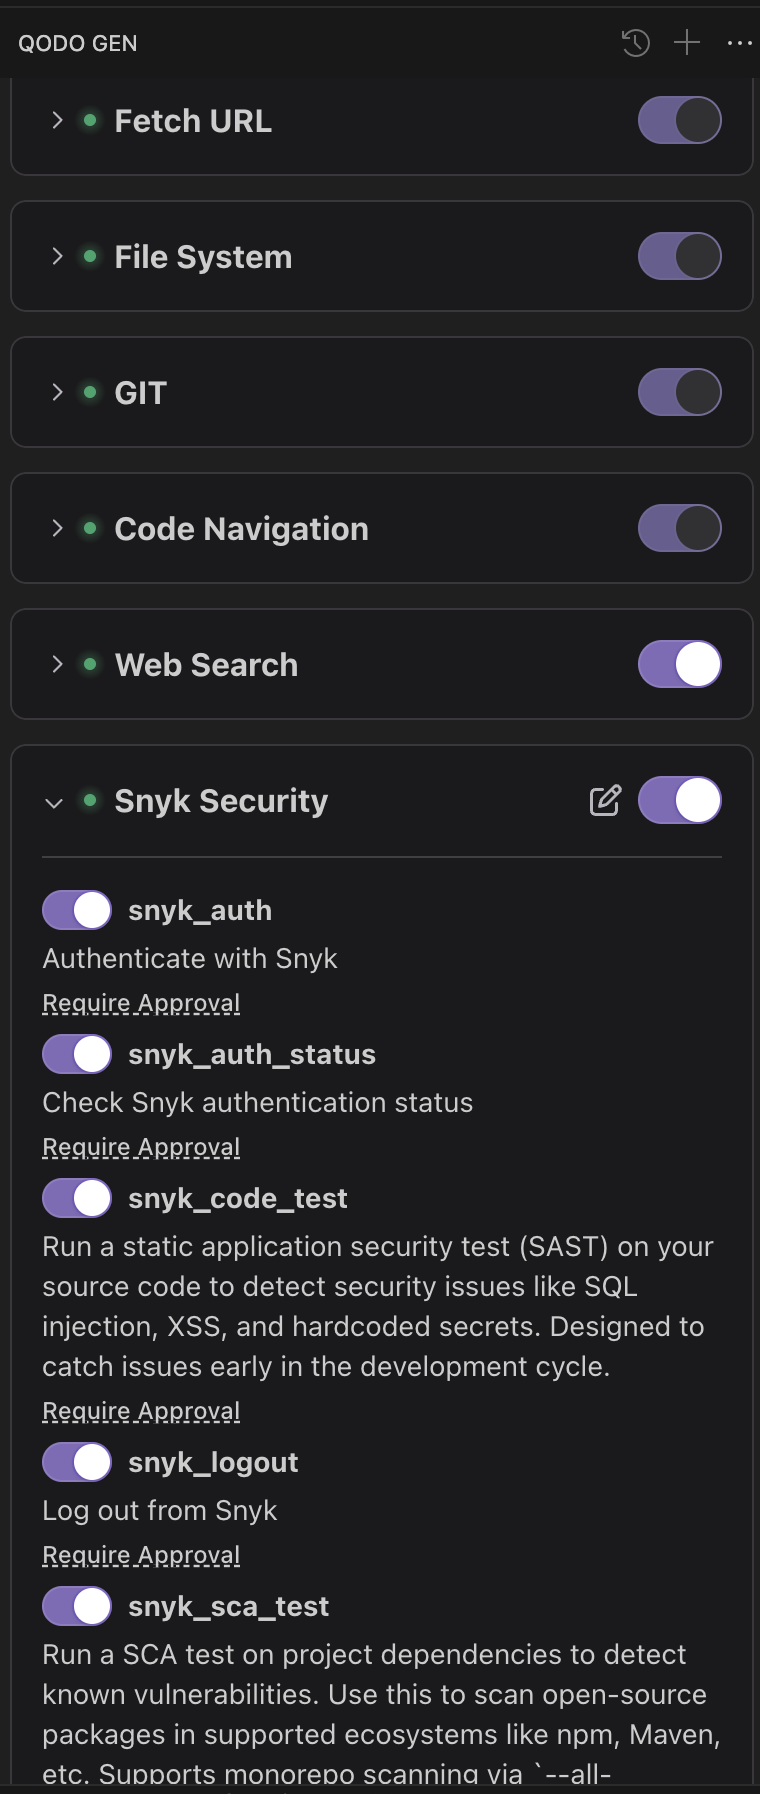 QODO GEN
Fetch URL
File System
GIT
Code Navigation
Web Search
Snyk Security
snyk_auth
Authenticate with Snyk
Require Approval
snyk_auth_status
Check Snyk authentication status
Require Approval
snyk_code_test
Run a static application security test (SAST) on your
source code to detect security issues like SQL
injection, XSS, and hardcoded secrets. Designed to
catch issues early in the development cycle.
Require Approval
snyk_logout
Log out from Snyk
Require Approval
snyk_sca_test
Run a SCA test on project dependencies to detect
known vulnerabilities. Use this to scan open-source
packages in supported ecosystems like npm, Maven,
etc. Supports monorepo scanning via `--all-